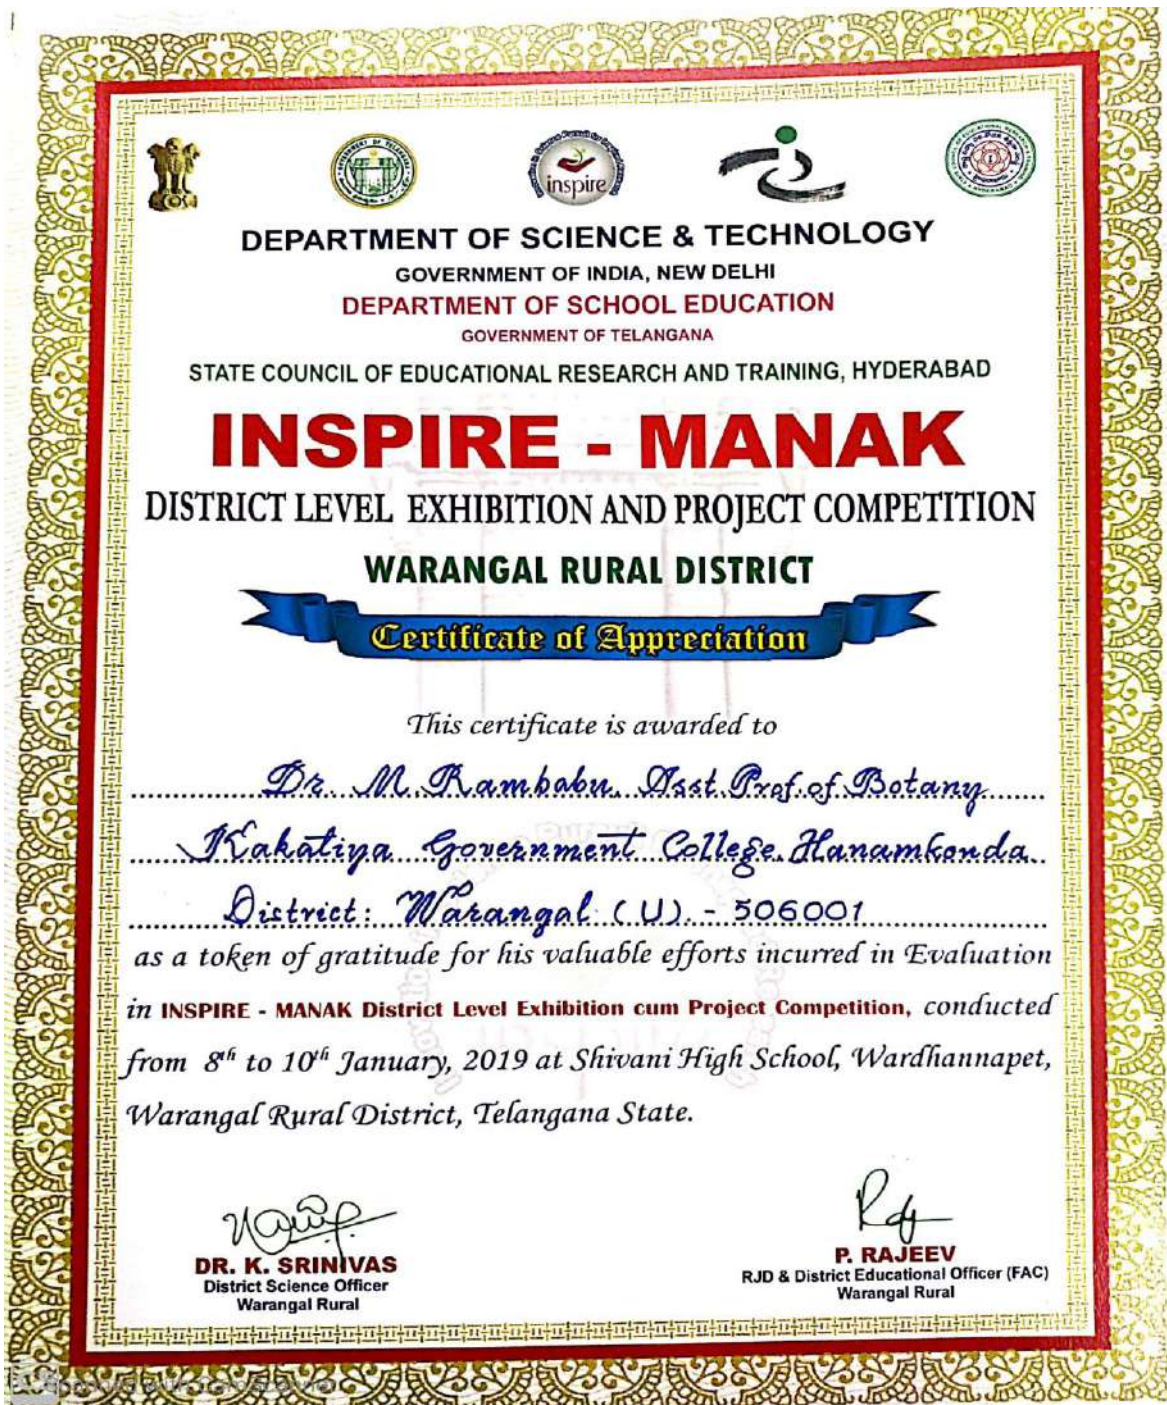 inspire
DEPARTMENT OF SCIENCE & TECHNOLOGY
GOVERNMENT OF INDIA, NEW DELHI
DEPARTMENT OF SCHOOL EDUCATION
GOVERNMENT OF TELANGANA
STATE COUNCIL OF EDUCATIONAL RESEARCH AND TRAINING, HYDERABAD
INSPIRE - MANAK
DISTRICT LEVEL EXHIBITION AND PROJECT COMPETITION
WARANGAL RURAL DISTRICT
Certificate of Appreciation
This certificate is awarded to
Dr. M. Rambabu. Asst. Prof. of Botany
Kakatiya Government College, Hanamkonda
District: Warangal (U). - 506001
as a token of gratitude for his valuable efforts incurred in Evaluation
in INSPIRE - MANAK District Level Exhibition cum Project Competition, conducted
from 8th to 10th January, 2019 at Shivani High School, Wardhannapet,
Warangal Rural District, Telangana State.
DR. K. SRINIVAS
District Science Officer
Warangal Rural
P. RAJEEV
RJD & District Educational Officer (FAC)
Warangal Rural
Scanned with CamScanner